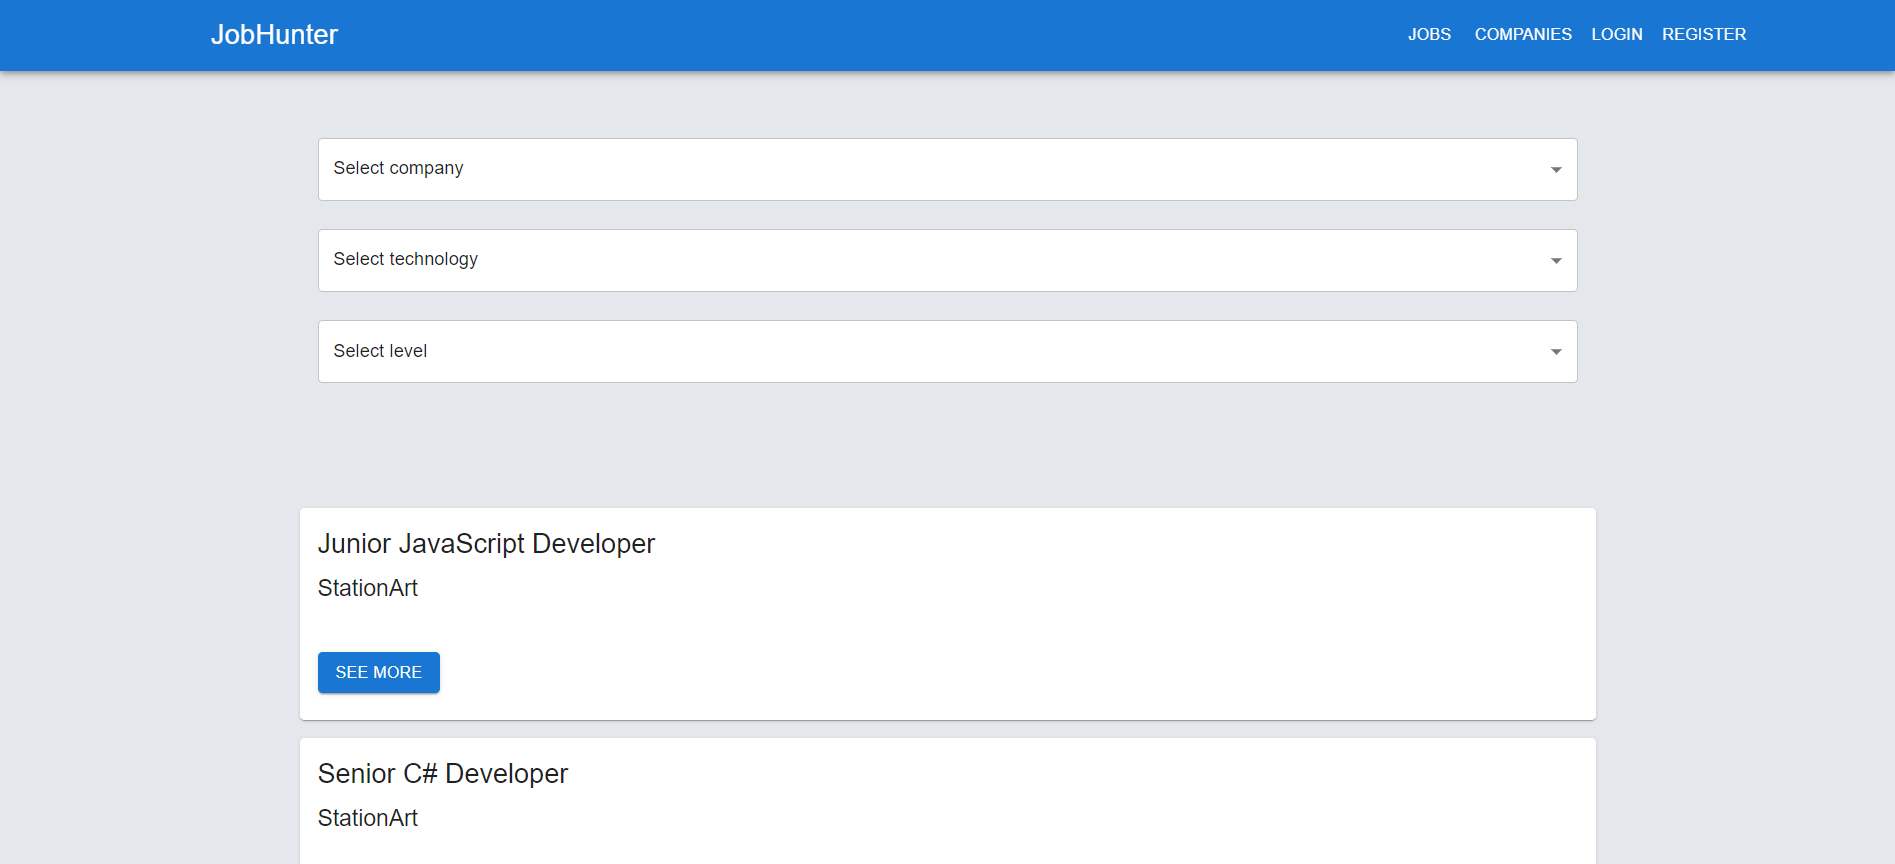 JobHunter JOBS COMPANIES LOGIN REGISTER
Select company
Select technology
Select level
Junior JavaScript Developer
StationArt
SEE MORE
Senior C# Developer
StationArt